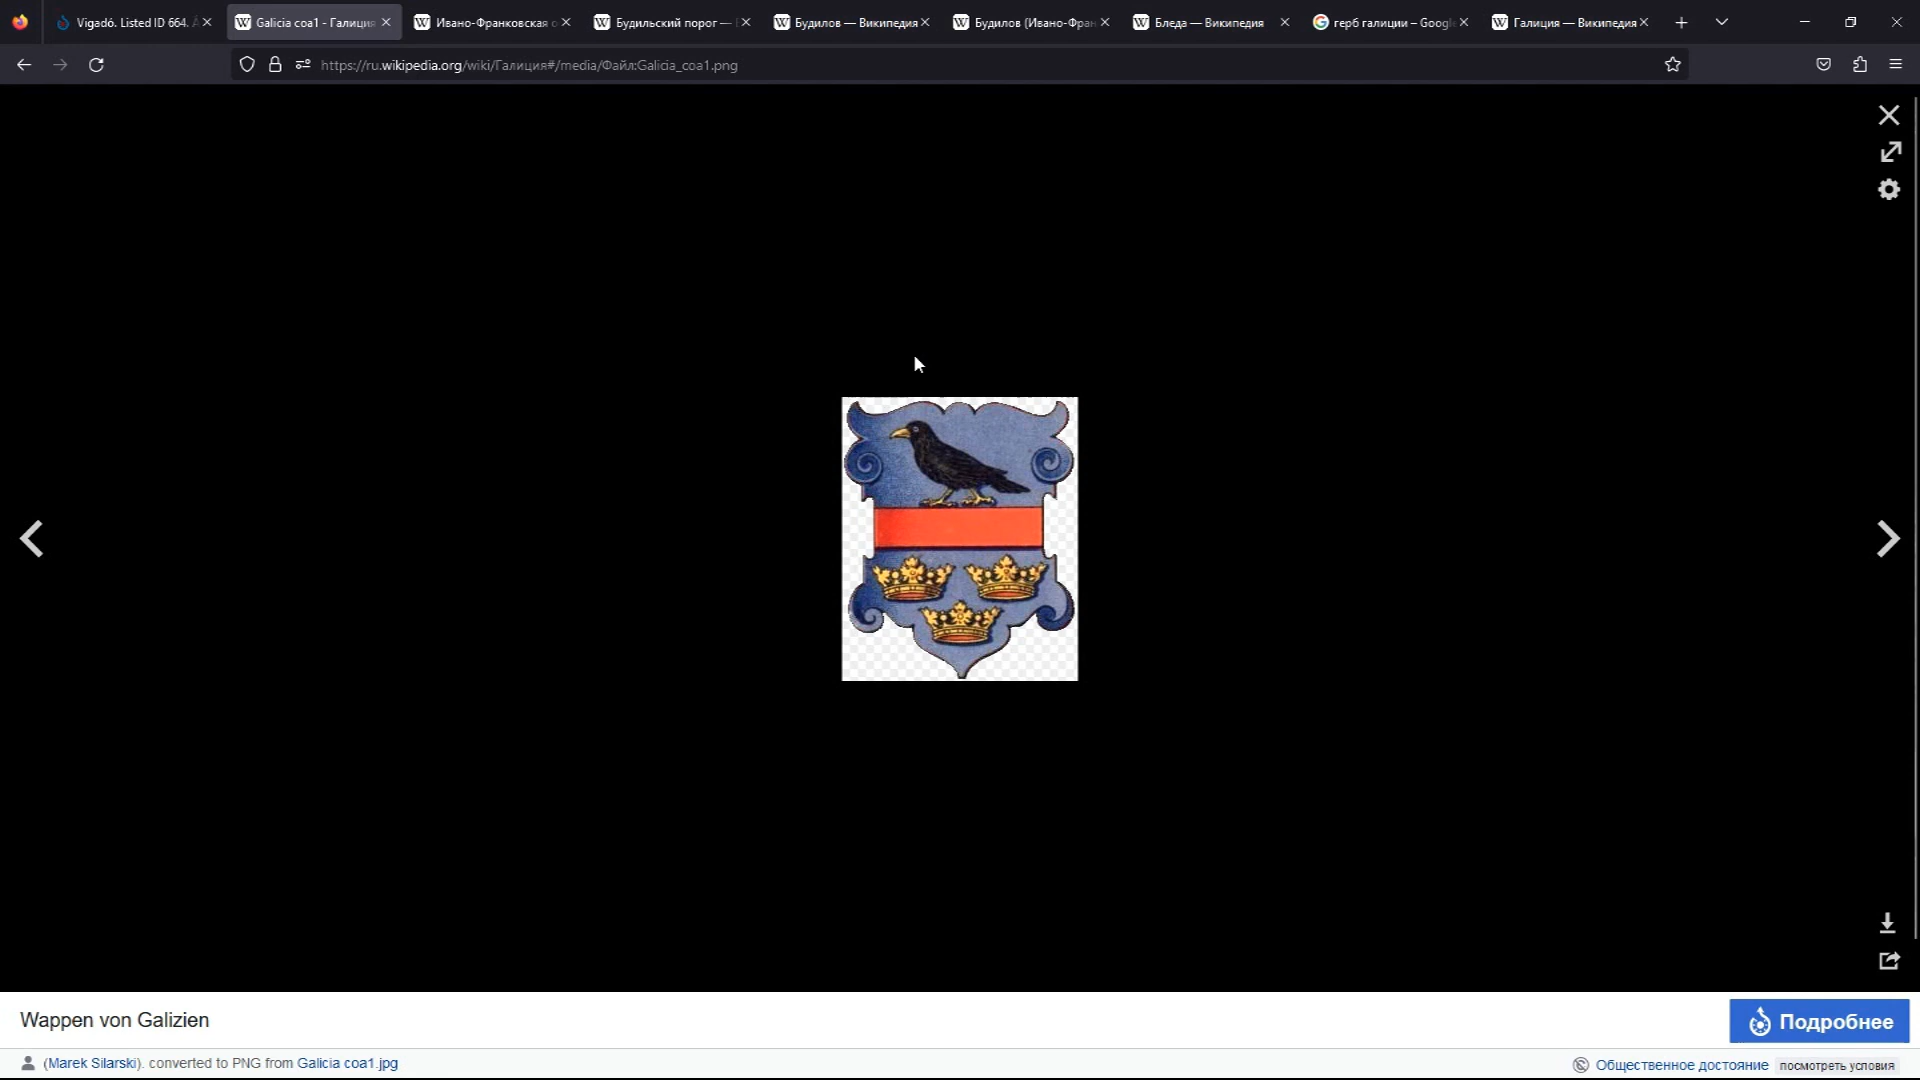 Vigadó. Listed ID 664.
Galicia coa1 - Галиция
Ивано-Франковская о
Будильский порог —
Будилов — Википедия
Будилов (Ивано-Фран
Бледа — Википедия
герб галиции – Googl
Галиция — Википедия
https://ru.wikipedia.org/wiki/Галиция#/media/Файл:Galicia_coa1.png
Wappen von Galizien
Подробнее
(Marek Silarski). converted to PNG from Galicia coa1.jpg
Общественное достояние посмотреть условия